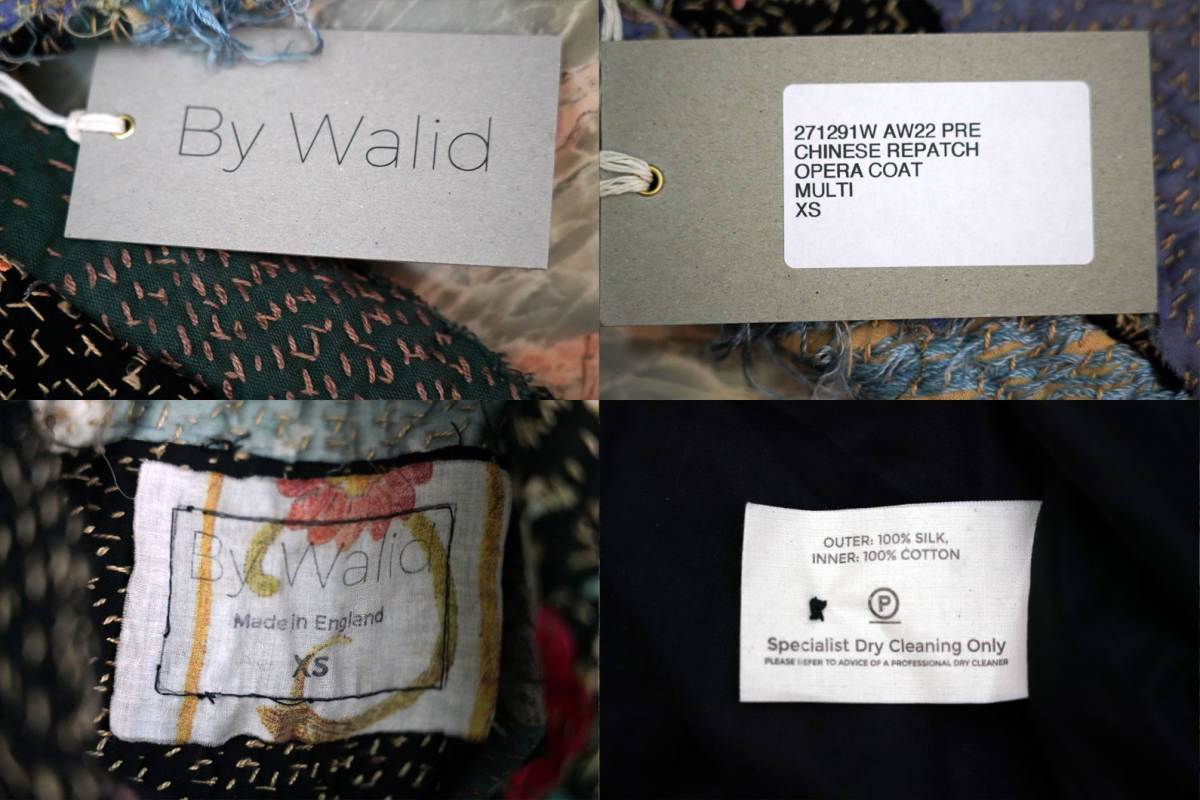 By Walid
271291W AW22 PRE
CHINESE REPATCH
OPERA COAT
MULTI
XS
By Walid
Made in England
XS
OUTER: 100% SILK,
INNER: 100% COTTON
P
Specialist Dry Cleaning Only
PLEASE REFER TO ADVICE OF A PROFESSIONAL DRY CLEANER